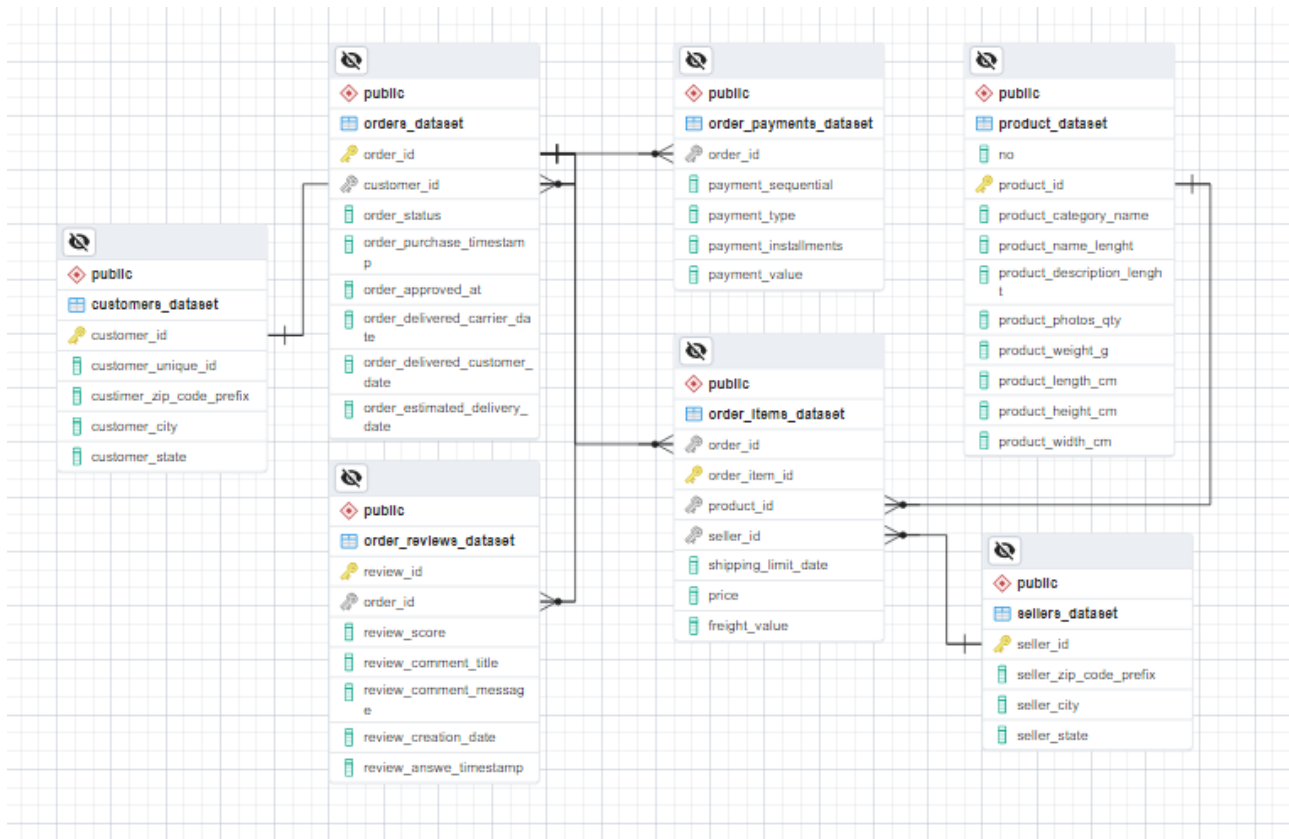 public
orders_dataset
order_id
customer_id
order_status
order_purchase_timestam
p
order_approved_at
order_delivered_carrier_da
te
order_delivered_customer_
date
order_estimated_delivery_
date
public
order_payments_dataset
order_id
payment_sequential
payment_type
payment_installments
payment_value
public
product_dataset
no
product_id
product_category_name
product_name_lenght
product_description_lengh
t
product_photos_qty
product_weight_g
product_length_cm
product_height_cm
product_width_cm
public
customers_dataset
customer_id
customer_unique_id
custimer_zip_code_prefix
customer_city
customer_state
public
order_items_dataset
order_id
order_item_id
product_id
seller_id
shipping_limit_date
price
freight_value
public
order_reviews_dataset
review_id
order_id
review_score
review_comment_title
review_comment_messag
e
review_creation_date
review_answe_timestamp
public
sellers_dataset
seller_id
seller_zip_code_prefix
seller_city
seller_state